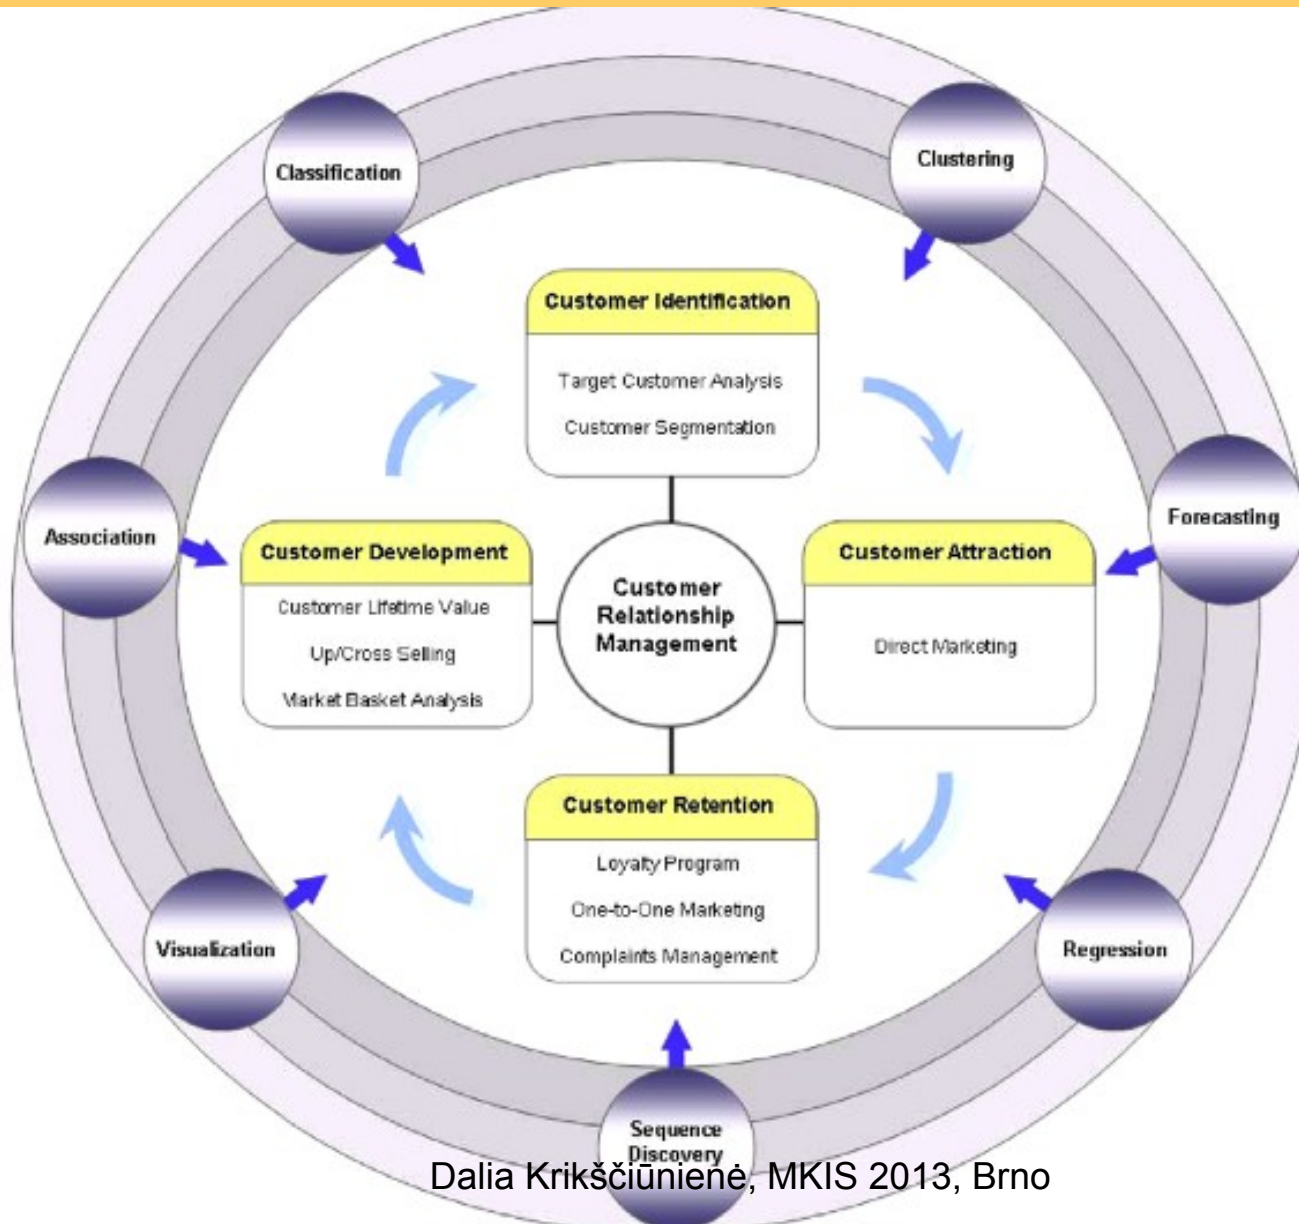 Classification
Clustering
Customer Identification
Target Customer Analysis
Customer Segmentation
Association
Forecasting
Customer Development
Customer Lifetime Value
Up/Cross Selling
Market Basket Analysis
Customer
Relationship
Management
Customer Attraction
Direct Marketing
Customer Retention
Loyalty Program
One-to-One Marketing
Complaints Management
Visualization
Regression
Sequence
Discovery
Dalia Krikščiūnienė, MKIS 2013, Brno